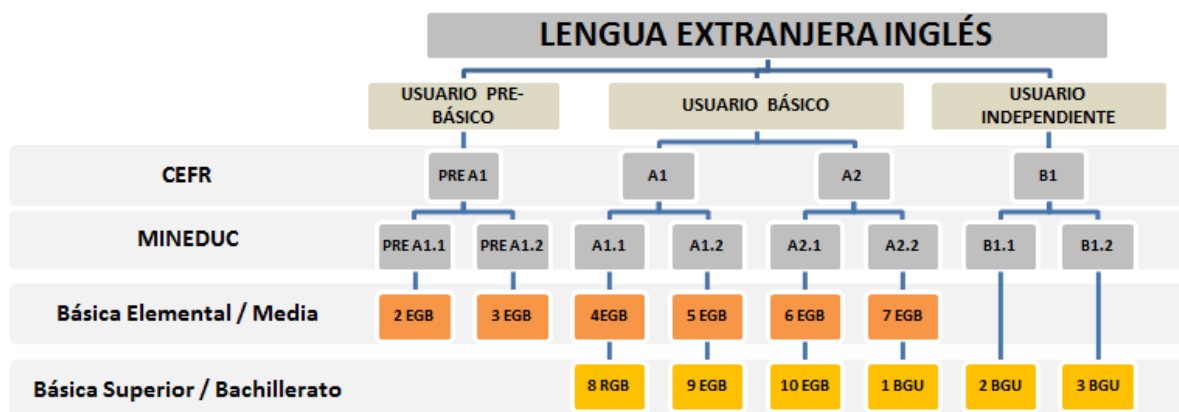 LENGUA EXTRANJERA INGLÉS
USUARIO PRE-
BÁSICO
USUARIO BÁSICO
USUARIO
INDEPENDIENTE
CEFR
PRE A1
A1
A2
B1
MINEDUC
PRE A1.1
PRE A1.2
A1.1
A1.2
A2.1
A2.2
B1.1
B1.2
Básica Elemental / Media
2 EGB
3 EGB
4EGB
5 EGB
6 EGB
7 EGB
Básica Superior / Bachillerato
8 RGB
9 EGB
10 EGB
1 BGU
2 BGU
3 BGU